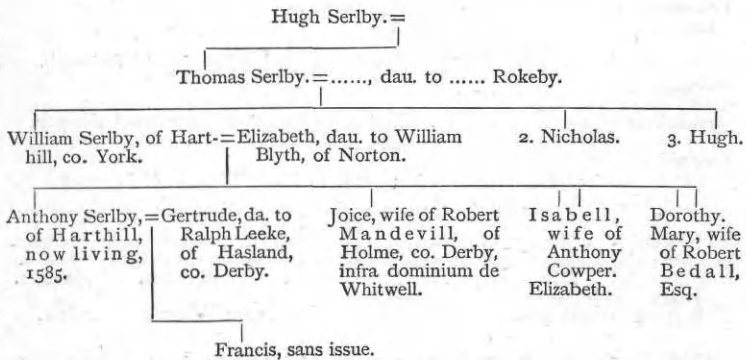 Hugh Serlby.=
Thomas Serlby.=......, dau. to ...... Rokeby.
William Serlby, of Hart-=Elizabeth, dau. to William
hill, co. York.
Blyth, of Norton.
2. Nicholas.
3. Hugh.
Anthony Serlby,=Gertrude, da. to
of Harthill,
now living,
1585.
Ralph Leeke,
of Hasland,
co. Derby.
Joice, wife of Robert
Mandevill, of
Holme, co. Derby,
infra dominium de
Whitwell.
Isabell,
wife of
Anthony
Cowper.
Elizabeth.
Dorothy.
Mary, wife
of Robert
Bedall,
Esq.
Francis, sans issue.